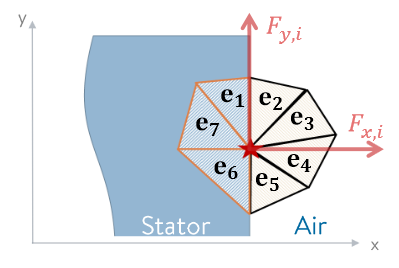 y
F_{y,i}
e₁
e₂
e₃
e₇
F_{x,i}
e₄
e₆
e₅
Stator
Air
x